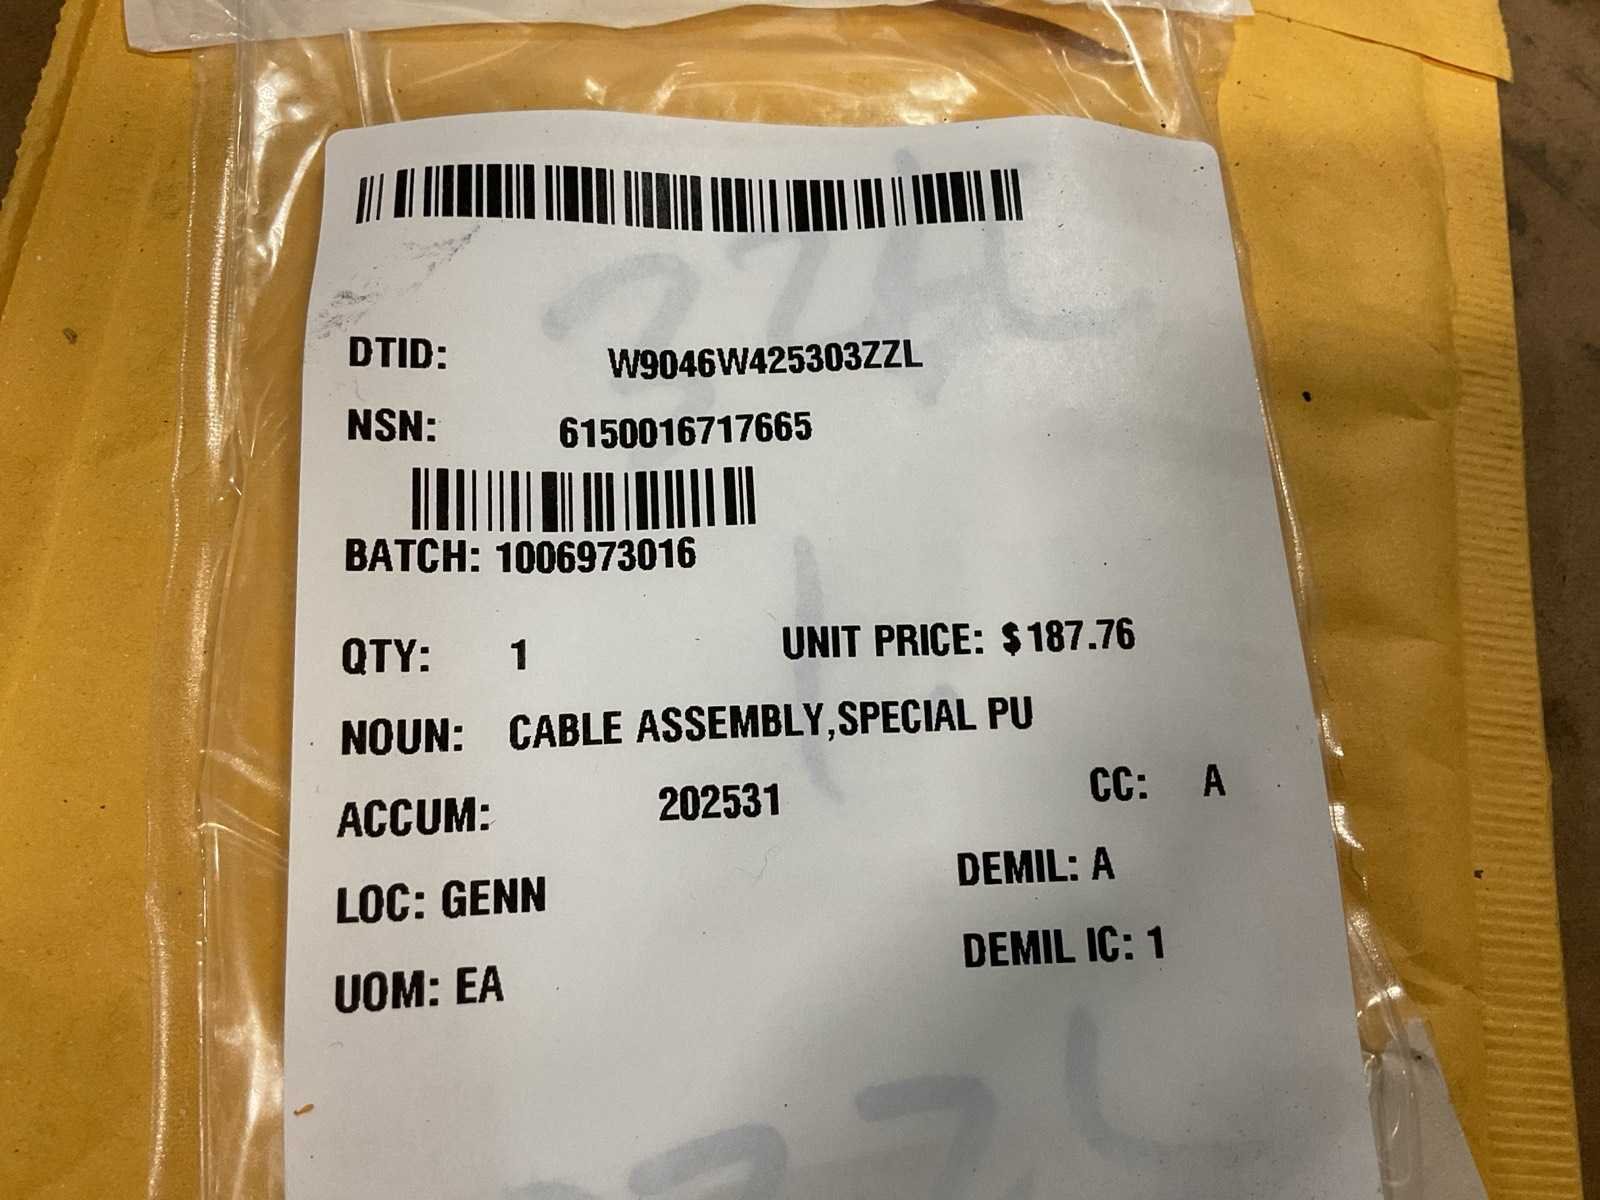 DTID: W9046W425303ZZL
NSN: 6150016717665
BATCH: 1006973016
QTY: 1 UNIT PRICE: $187.76
NOUN: CABLE ASSEMBLY,SPECIAL PU
ACCUM: 202531 CC: A
LOC: GENN DEMIL: A
UOM: EA DEMIL IC: 1